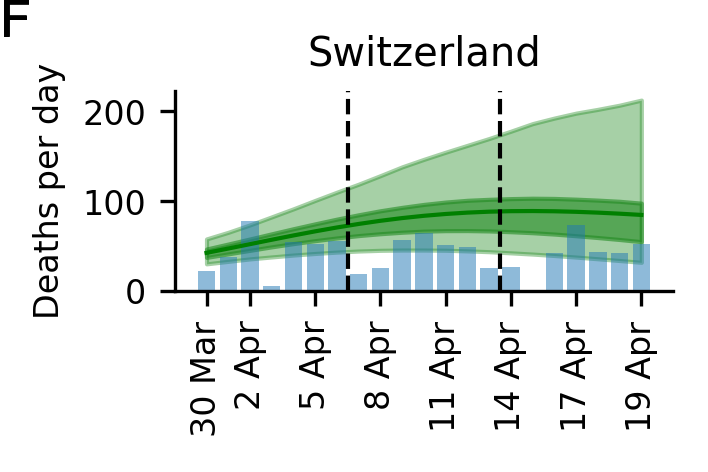 F
Switzerland
Deaths per day
200
100
0
30 Mar
2 Apr
5 Apr
8 Apr
11 Apr
14 Apr
17 Apr
19 Apr